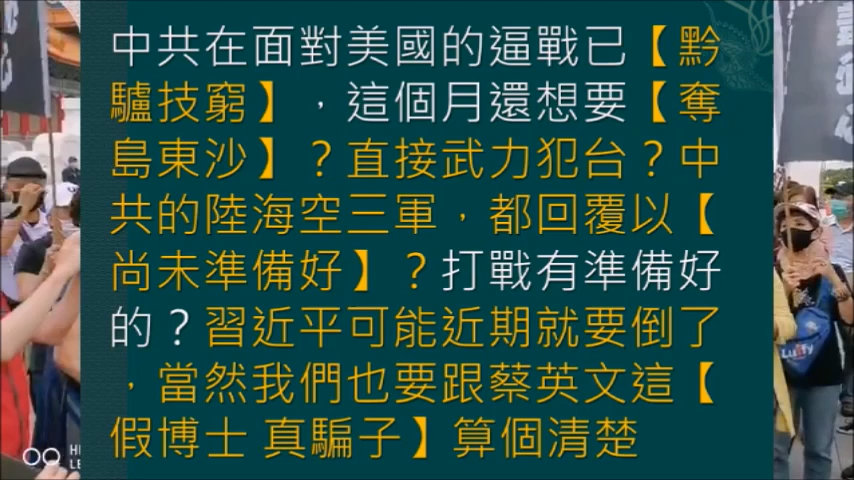 中共在面對美國的逼戰已【黔
驢技窮】，這個月還想要【奪
島東沙】？直接武力犯台？中
共的陸海空三軍，都回覆以【
尚未準備好】？打戰有準備好
的？習近平可能近期就要倒了
，當然我們也要跟蔡英文這【
假博士 真騙子】算個清楚
Luffy